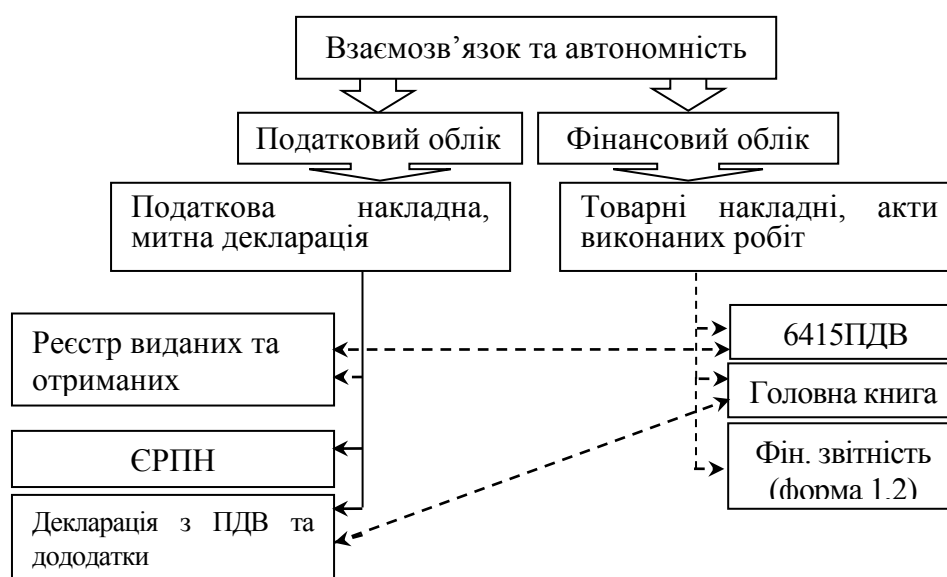 Взаємозв’язок та автономність
Податковий облік
Фінансовий облік
Податкова накладна,
митна декларація
Товарні накладні, акти
виконаних робіт
Реєстр виданих та
отриманих
6415ПДВ
Головна книга
ЄРПН
Фін. звітність
(форма 1,2)
Декларація з ПДВ та
дододатки